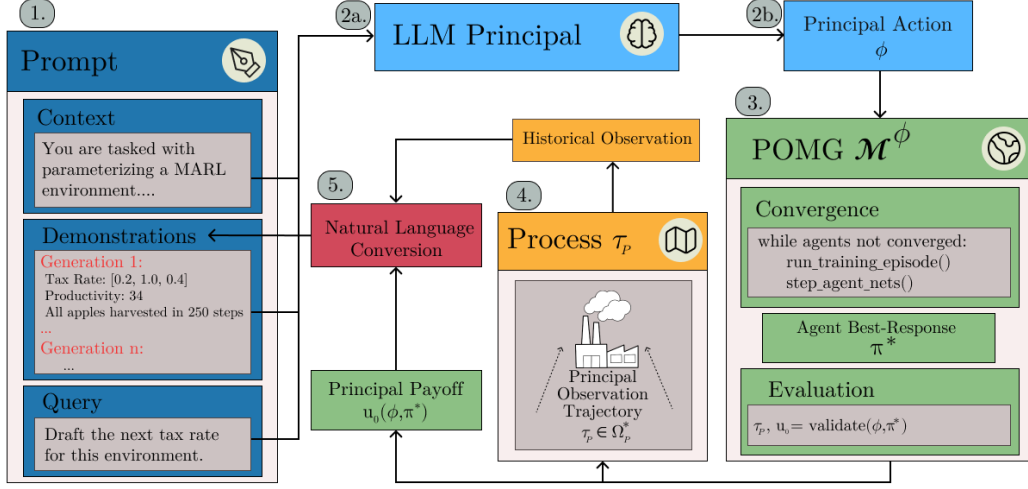 1.
Prompt
Context
You are tasked with
parameterizing a MARL
environment....
Demonstrations
Generation 1:
Tax Rate: [0.2, 1.0, 0.4]
Productivity: 34
All apples harvested in 250 steps
...
Generation n:
...
Query
Draft the next tax rate
for this environment.
2a.
LLM Principal
2b.
Principal Action
ϕ
3.
POMG 𝓜^ϕ
Convergence
while agents not converged:
run_training_episode()
step_agent_nets()
Agent Best-Response
π*
Evaluation
τ_P, u₀= validate(ϕ,π*)
Historical Observation
4.
Process τ_P
Principal
Observation
Trajectory
τ_P ∈ Ω*_P
5.
Natural Language
Conversion
Principal Payoff
u₀(ϕ,π*)